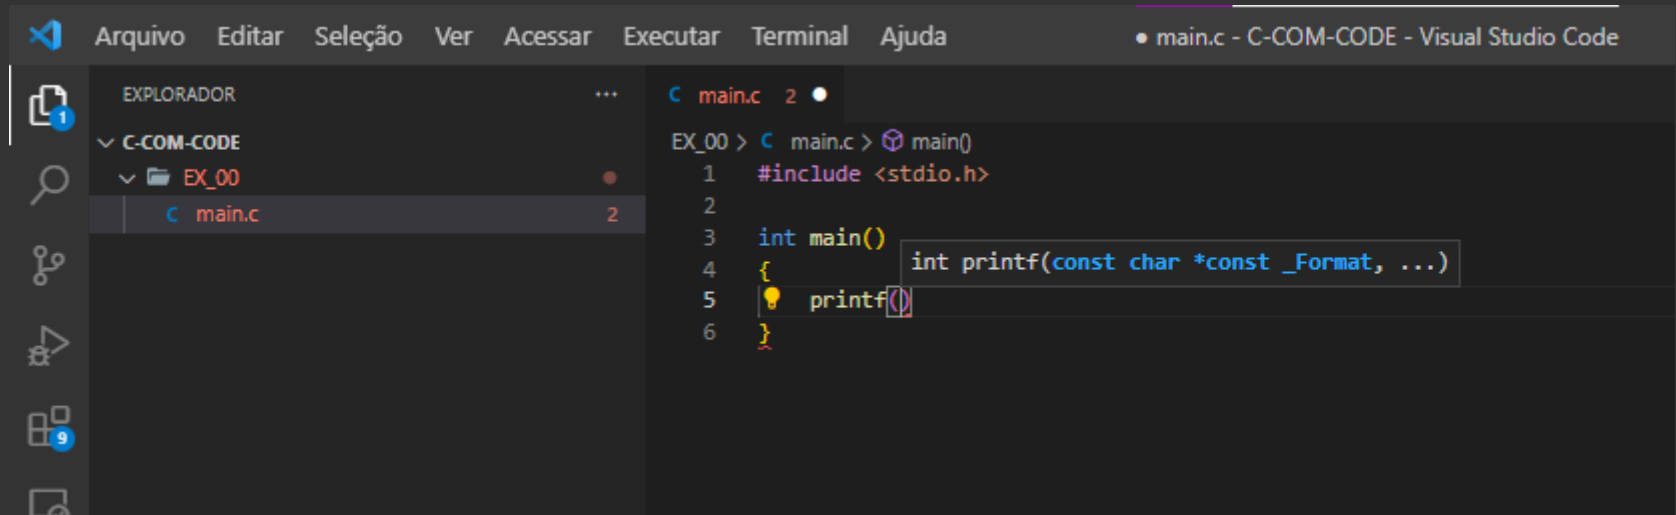 Arquivo Editar Seleção Ver Acessar Executar Terminal Ajuda ● main.c - C-COM-CODE - Visual Studio Code
EXPLORADOR ···
C-COM-CODE
EX_00
C main.c 2
1
9
C main.c 2 ●
EX_00 > C main.c > main()
1 #include <stdio.h>
2
3 int main()
int printf(const char *const _Format, ...)
4 {
5 printf()
6 }